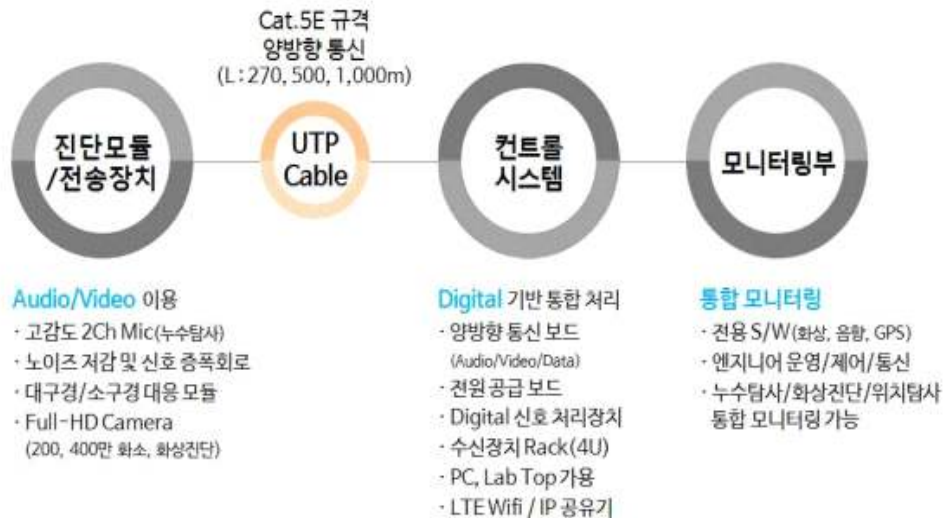 Cat.5E 규격
양방향 통신
(L : 270, 500, 1,000m)
진단모듈
/전송장치
UTP
Cable
컨트롤
시스템
모니터링부
Audio/Video 이용
· 고감도 2Ch Mic(누수탐사)
· 노이즈 저감 및 신호 증폭회로
· 대구경/소구경 대응 모듈
· Full-HD Camera
(200, 400만 화소, 화상진단)
Digital 기반 통합 처리
· 양방향 통신 보드
(Audio/Video/Data)
· 전원 공급 보드
· Digital 신호 처리장치
· 수신장치 Rack(4U)
· PC, Lab Top 가용
· LTE Wifi / IP 공유기
통합 모니터링
· 전용 S/W(화상, 음향, GPS)
· 엔지니어 운영/제어/통신
· 누수탐사/화상진단/위치탐사
통합 모니터링 가능